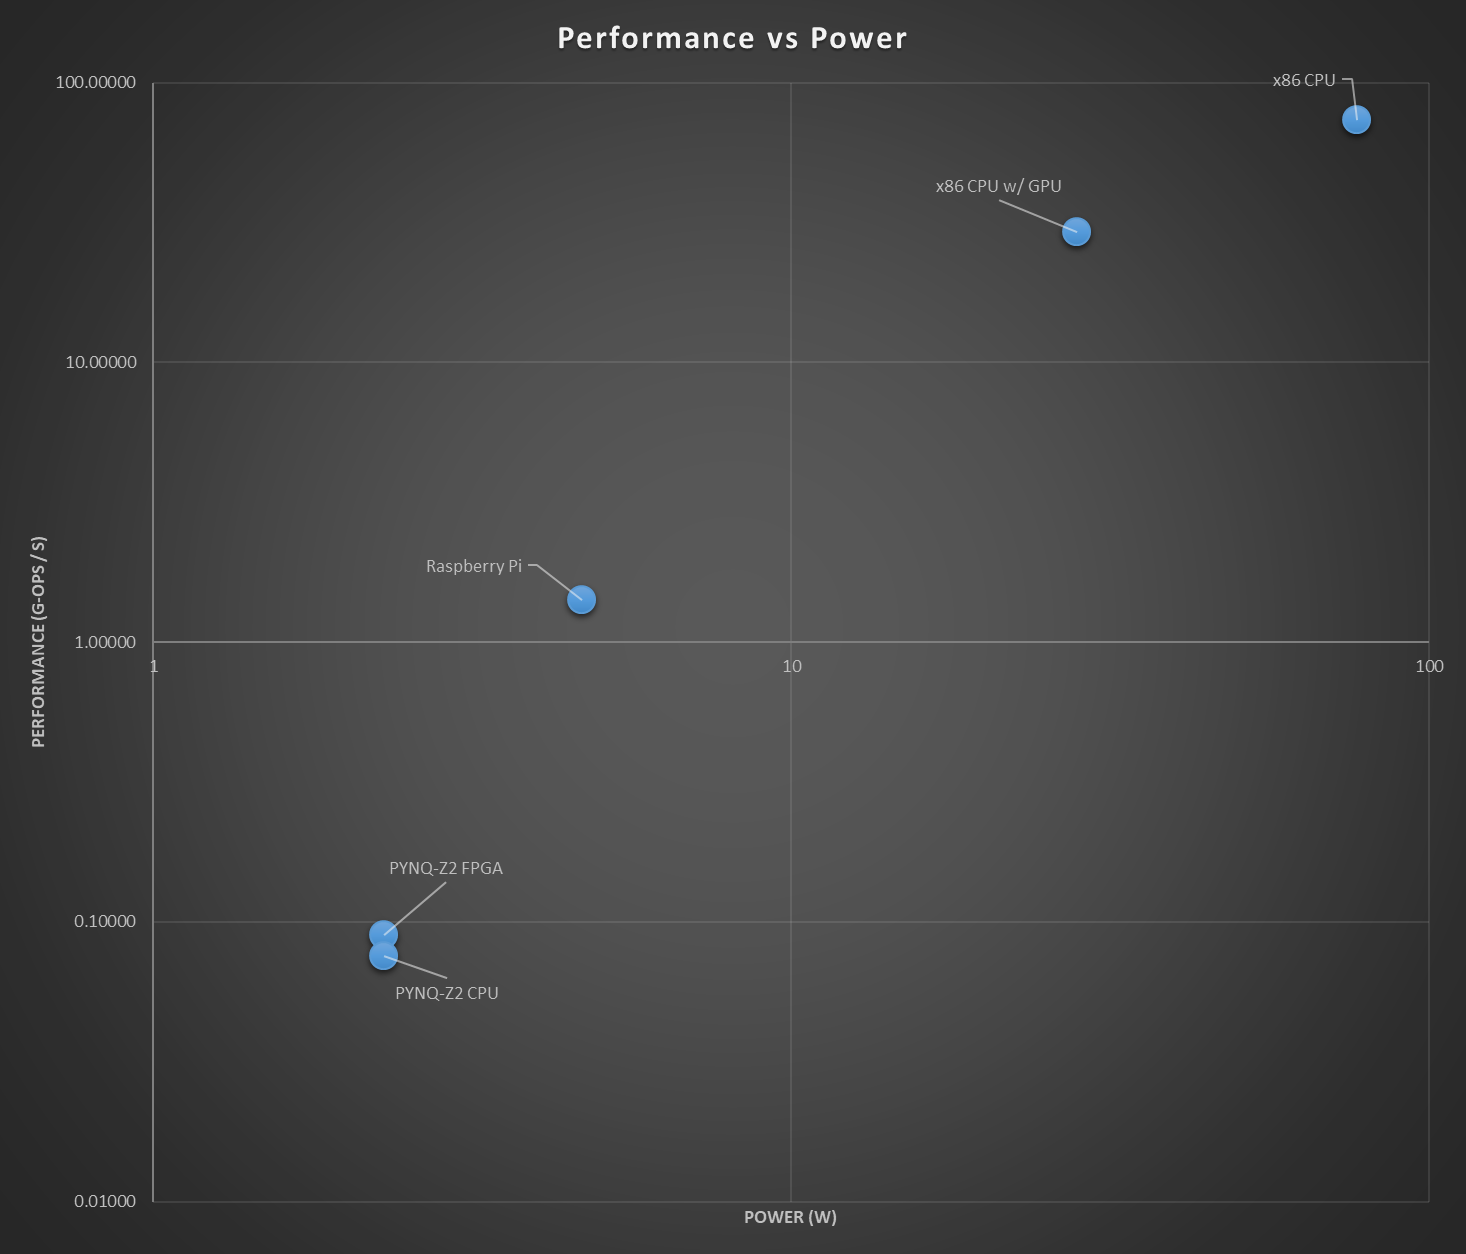 Performance vs Power
100.00000
x86 CPU
x86 CPU w/ GPU
10.00000
Raspberry Pi
PERFORMANCE (G-OPS / S)
1.00000
1
10
100
PYNQ-Z2 FPGA
0.10000
PYNQ-Z2 CPU
0.01000
POWER (W)